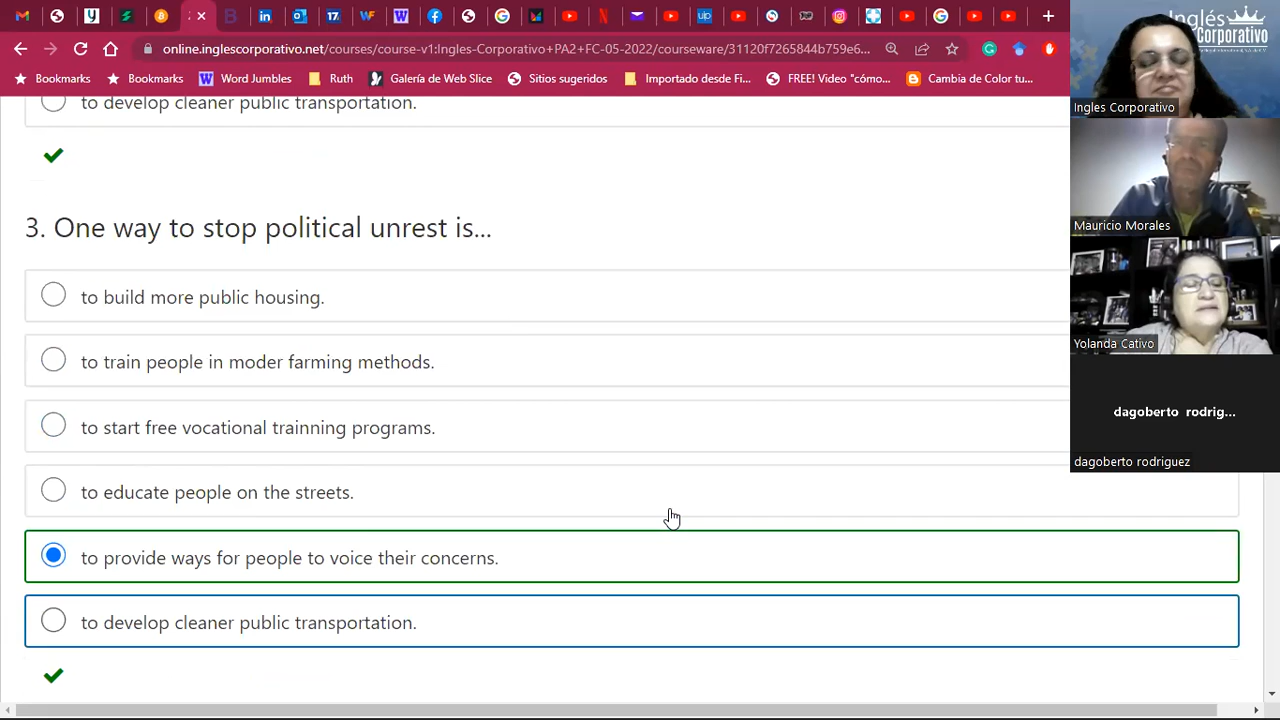 online.inglescorporativo.net/courses/course-v1:Ingles-Corporativo+PA2+FC-05-2022/courseware/31120f7265844b759e6...
Bookmarks
Bookmarks
Word Jumbles
Ruth
Galería de Web Slice
Sitios sugeridos
Importado desde Fi...
FREE! Video "cómo...
Cambia de Color tu...
to develop cleaner public transportation.
3. One way to stop political unrest is...
to build more public housing.
to train people in moder farming methods.
to start free vocational trainning programs.
to educate people on the streets.
to provide ways for people to voice their concerns.
to develop cleaner public transportation.
Inglés
Corporativo
Ingles Corporativo
Mauricio Morales
Yolanda Cativo
dagoberto rodrig...
dagoberto rodriguez